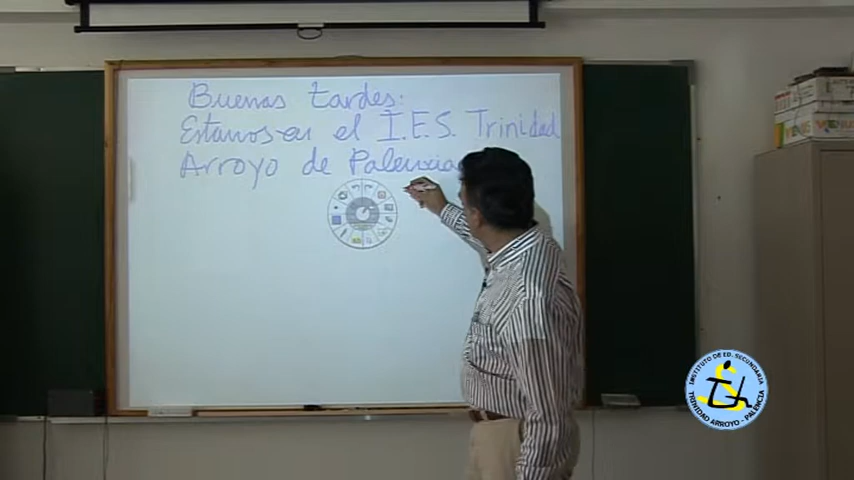 Buenas tardes:
Estamos en el I.E.S. Trinidad
Arroyo de Palencia
INSTITUTO DE ED. SECUNDARIA
TRINIDAD ARROYO - PALENCIA